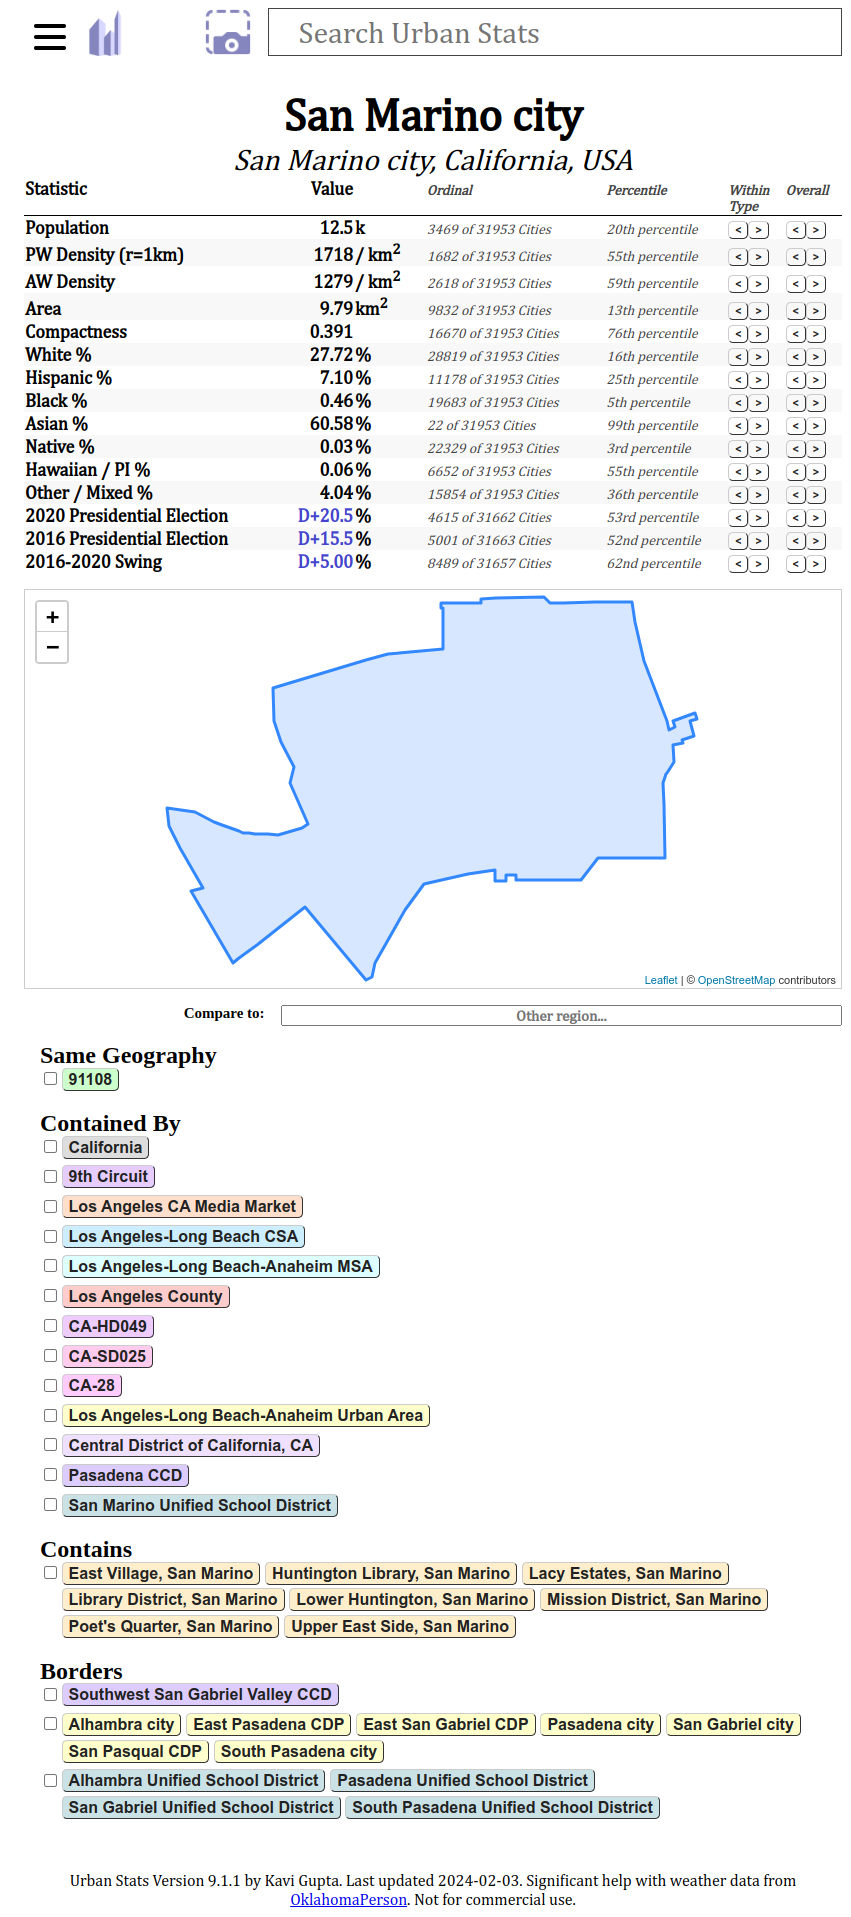 Search Urban Stats
San Marino city
San Marino city, California, USA
Statistic Value Ordinal Percentile Within Type Overall
Population 12.5 k 3469 of 31953 Cities 20th percentile < > < >
PW Density (r=1km) 1718 / km² 1682 of 31953 Cities 55th percentile < > < >
AW Density 1279 / km² 2618 of 31953 Cities 59th percentile < > < >
Area 9.79 km² 9832 of 31953 Cities 13th percentile < > < >
Compactness 0.391 16670 of 31953 Cities 76th percentile < > < >
White % 27.72 % 28819 of 31953 Cities 16th percentile < > < >
Hispanic % 7.10 % 11178 of 31953 Cities 25th percentile < > < >
Black % 0.46 % 19683 of 31953 Cities 5th percentile < > < >
Asian % 60.58 % 22 of 31953 Cities 99th percentile < > < >
Native % 0.03 % 22329 of 31953 Cities 3rd percentile < > < >
Hawaiian / PI % 0.06 % 6652 of 31953 Cities 55th percentile < > < >
Other / Mixed % 4.04 % 15854 of 31953 Cities 36th percentile < > < >
2020 Presidential Election D+20.5 % 4615 of 31662 Cities 53rd percentile < > < >
2016 Presidential Election D+15.5 % 5001 of 31663 Cities 52nd percentile < > < >
2016-2020 Swing D+5.00 % 8489 of 31657 Cities 62nd percentile < > < >
+
−
Leaflet | © OpenStreetMap contributors
Compare to: Other region...
Same Geography
91108
Contained By
California
9th Circuit
Los Angeles CA Media Market
Los Angeles-Long Beach CSA
Los Angeles-Long Beach-Anaheim MSA
Los Angeles County
CA-HD049
CA-SD025
CA-28
Los Angeles-Long Beach-Anaheim Urban Area
Central District of California, CA
Pasadena CCD
San Marino Unified School District
Contains
East Village, San Marino Huntington Library, San Marino Lacy Estates, San Marino
Library District, San Marino Lower Huntington, San Marino Mission District, San Marino
Poet's Quarter, San Marino Upper East Side, San Marino
Borders
Southwest San Gabriel Valley CCD
Alhambra city East Pasadena CDP East San Gabriel CDP Pasadena city San Gabriel city
San Pasqual CDP South Pasadena city
Alhambra Unified School District Pasadena Unified School District
San Gabriel Unified School District South Pasadena Unified School District
Urban Stats Version 9.1.1 by Kavi Gupta. Last updated 2024-02-03. Significant help with weather data from
OklahomaPerson. Not for commercial use.